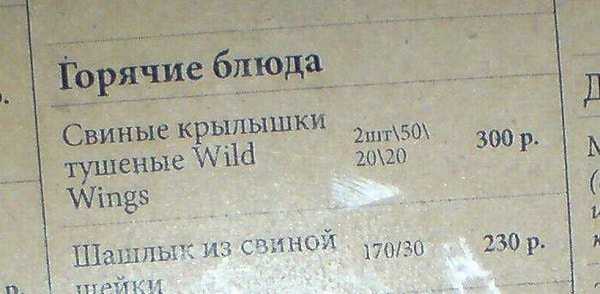 Горячие блюда
Свиные крылышки
тушеные Wild
Wings
2шт\50\
20\20
300 р.
Шашлык из свиной
шейки
170/30
230 р.